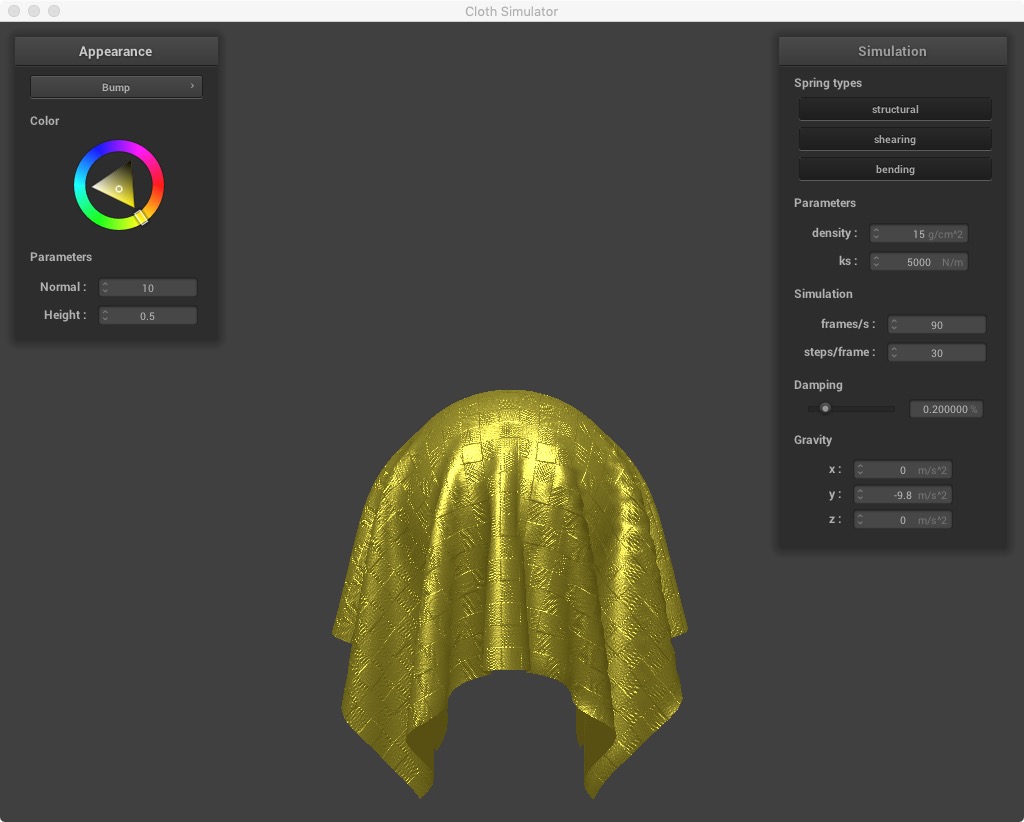 Cloth Simulator
Appearance
Bump
Color
Parameters
Normal : 10
Height : 0.5
Simulation
Spring types
structural
shearing
bending
Parameters
density : 15 g/cm^2
ks : 5000 N/m
Simulation
frames/s : 90
steps/frame : 30
Damping
0.200000 %
Gravity
x : 0 m/s^2
y : -9.8 m/s^2
z : 0 m/s^2